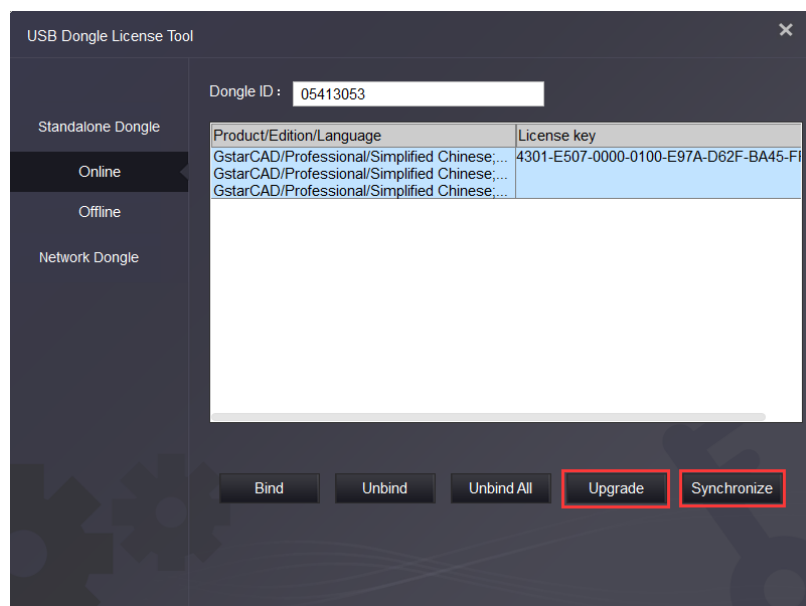 USB Dongle License Tool
Dongle ID : 05413053
Standalone Dongle
Online
Offline
Network Dongle
Product/Edition/Language License key
GstarCAD/Professional/Simplified Chinese;... 4301-E507-0000-0100-E97A-D62F-BA45-
GstarCAD/Professional/Simplified Chinese;...
GstarCAD/Professional/Simplified Chinese;...
Bind Unbind Unbind All Upgrade Synchronize